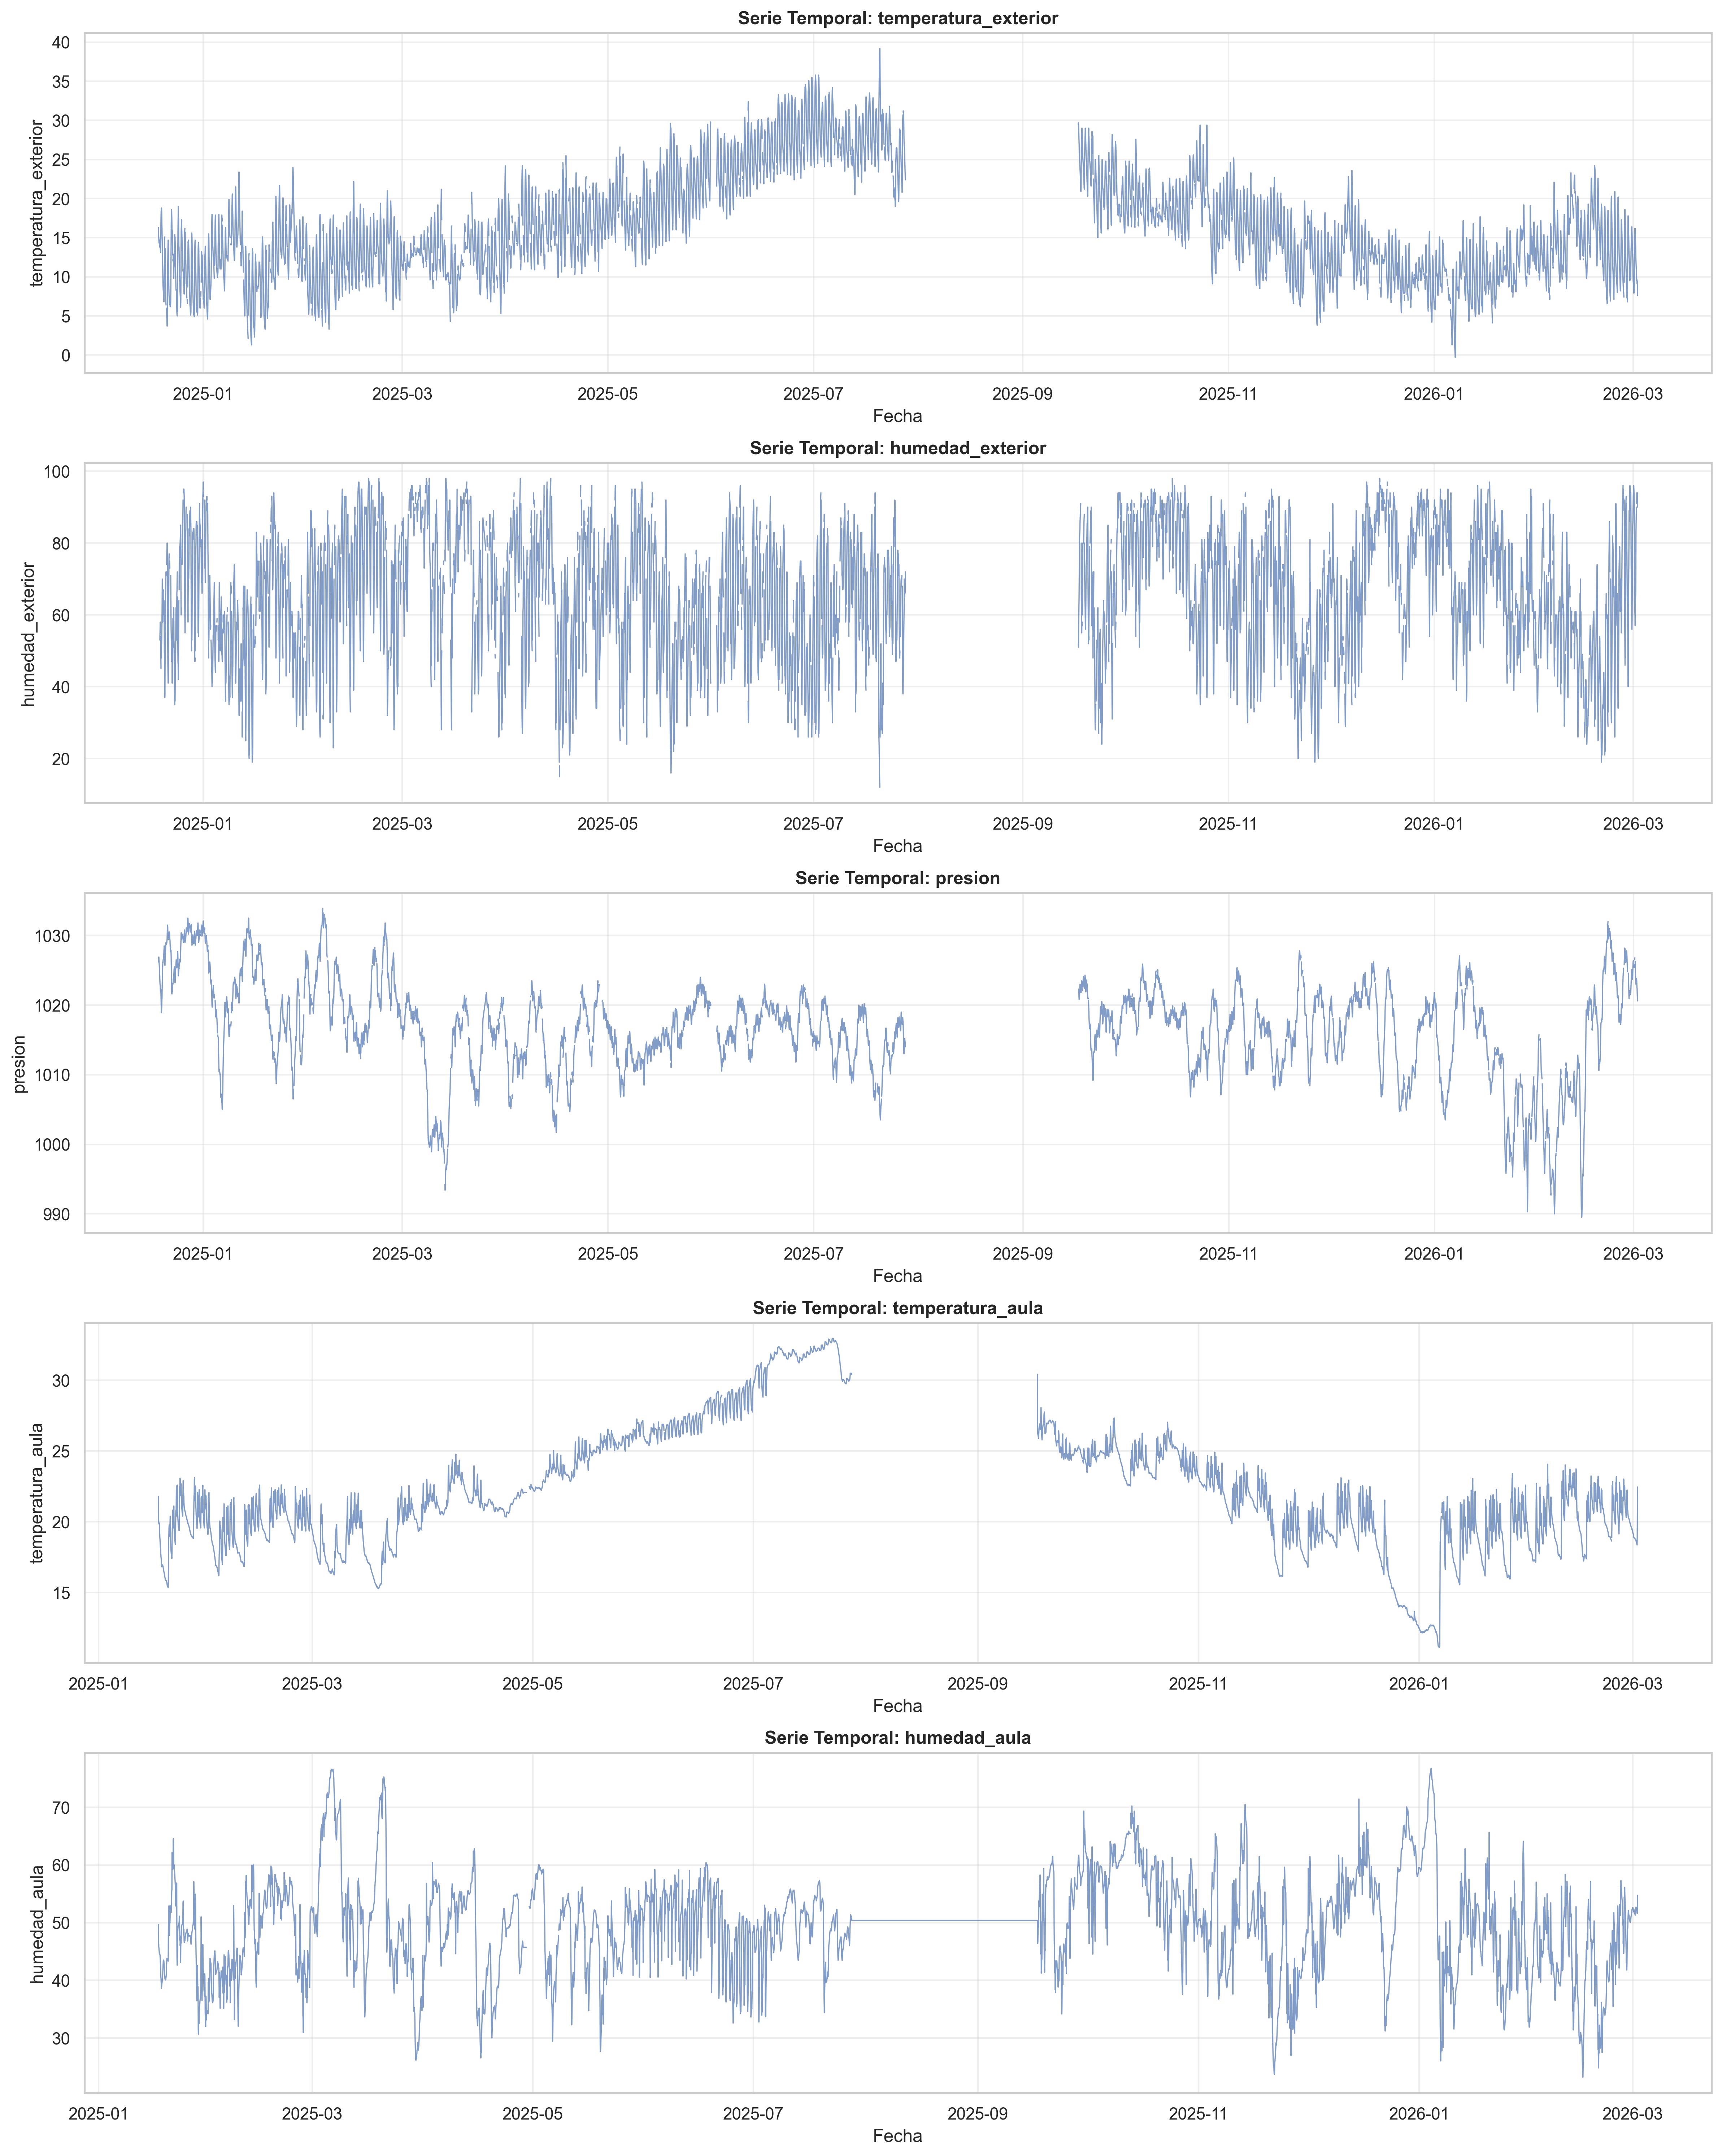 Serie Temporal: temperatura_exterior
40
35
30
25
20
15
10
5
0
temperatura_exterior
2025-01 2025-03 2025-05 2025-07 2025-09 2025-11 2026-01 2026-03
Fecha
Serie Temporal: humedad_exterior
100
80
60
40
20
humedad_exterior
2025-01 2025-03 2025-05 2025-07 2025-09 2025-11 2026-01 2026-03
Fecha
Serie Temporal: presion
1030
1020
1010
1000
990
presion
2025-01 2025-03 2025-05 2025-07 2025-09 2025-11 2026-01 2026-03
Fecha
Serie Temporal: temperatura_aula
30
25
20
15
temperatura_aula
2025-01 2025-03 2025-05 2025-07 2025-09 2025-11 2026-01 2026-03
Fecha
Serie Temporal: humedad_aula
70
60
50
40
30
humedad_aula
2025-01 2025-03 2025-05 2025-07 2025-09 2025-11 2026-01 2026-03
Fecha